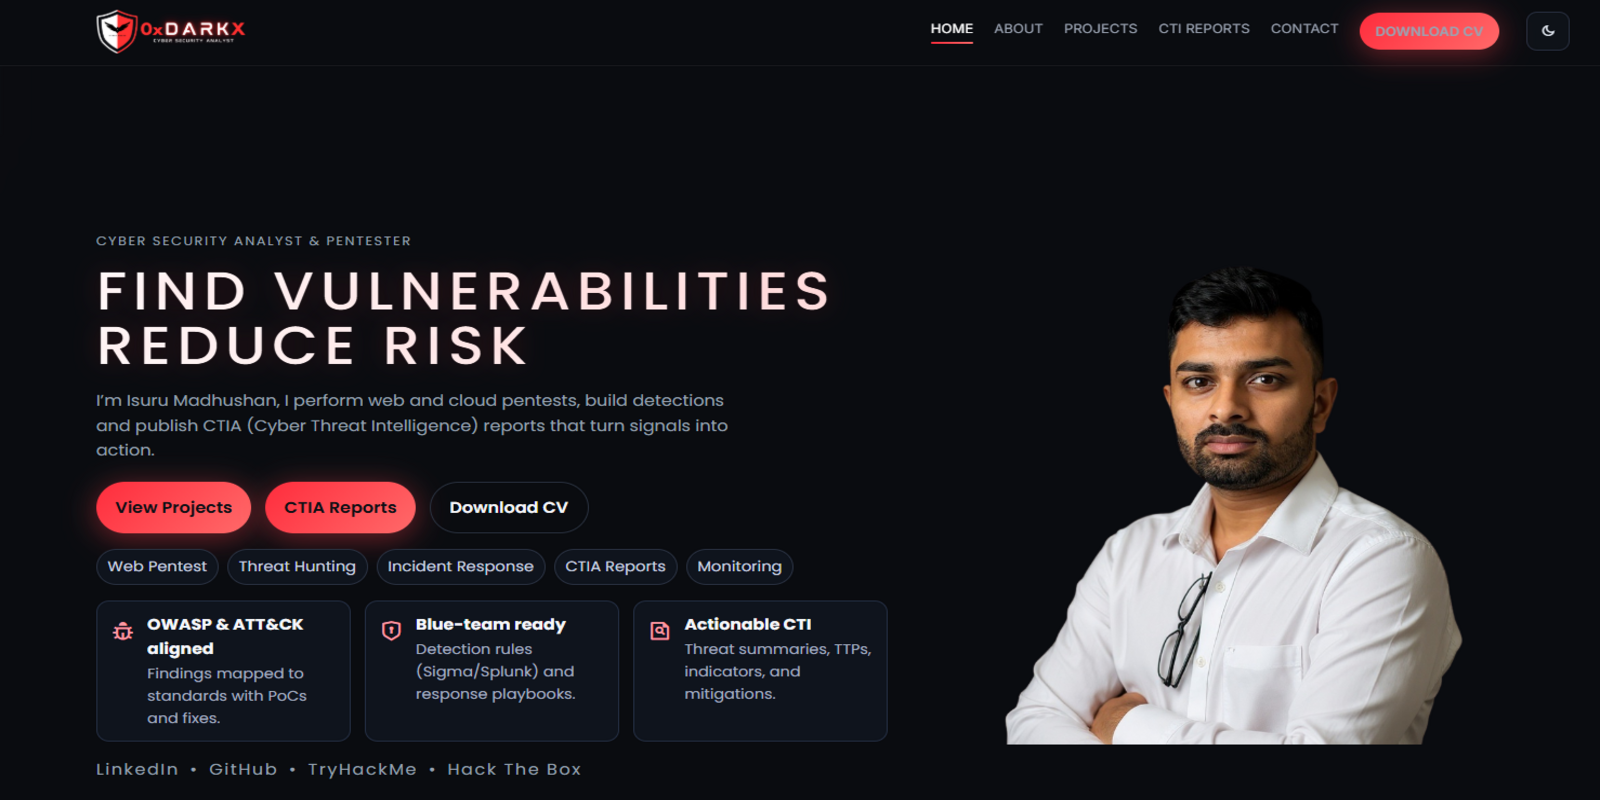 0xDARKX
CYBER SECURITY ANALYST
HOME
ABOUT
PROJECTS
CTI REPORTS
CONTACT
DOWNLOAD CV
CYBER SECURITY ANALYST & PENTESTER
FIND VULNERABILITIES
REDUCE RISK
I’m Isuru Madhushan, I perform web and cloud pentests, build detections
and publish CTIA (Cyber Threat Intelligence) reports that turn signals into
action.
View Projects
CTIA Reports
Download CV
Web Pentest
Threat Hunting
Incident Response
CTIA Reports
Monitoring
OWASP & ATT&CK
aligned
Findings mapped to
standards with PoCs
and fixes.
Blue-team ready
Detection rules
(Sigma/Splunk) and
response playbooks.
Actionable CTI
Threat summaries, TTPs,
indicators, and
mitigations.
LinkedIn • GitHub • TryHackMe • Hack The Box